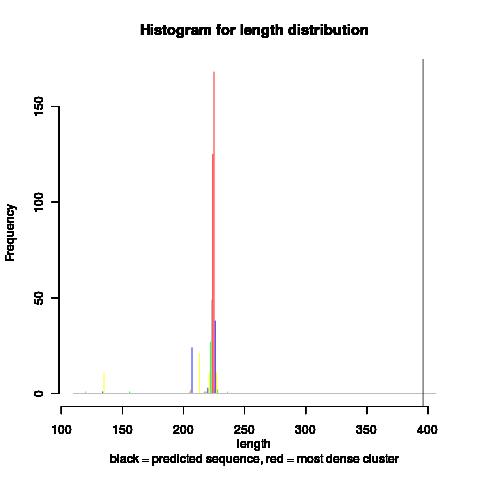 Histogram for length distribution
Frequency
150
100
50
0
100 150 200 250 300 350 400
length
black = predicted sequence, red = most dense cluster